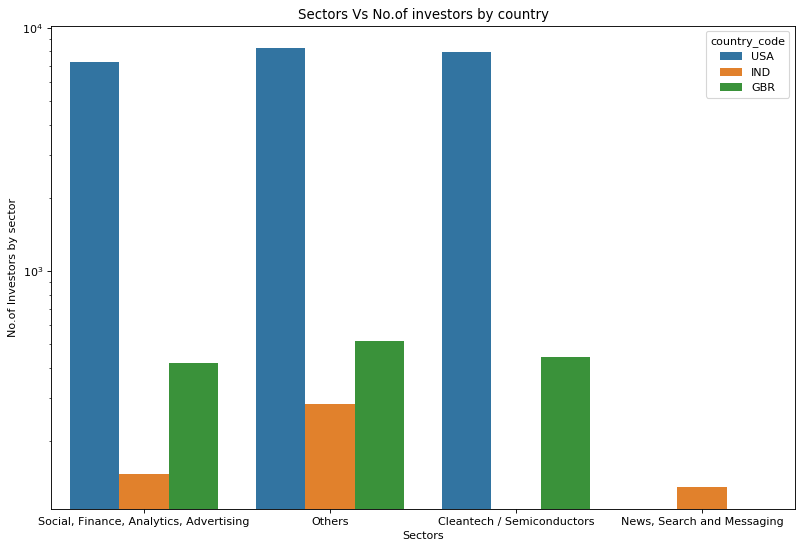 Sectors Vs No.of investors by country
10⁴
country_code
USA
IND
GBR
No.of Investors by sector
10³
Social, Finance, Analytics, Advertising
Others
Cleantech / Semiconductors
News, Search and Messaging
Sectors